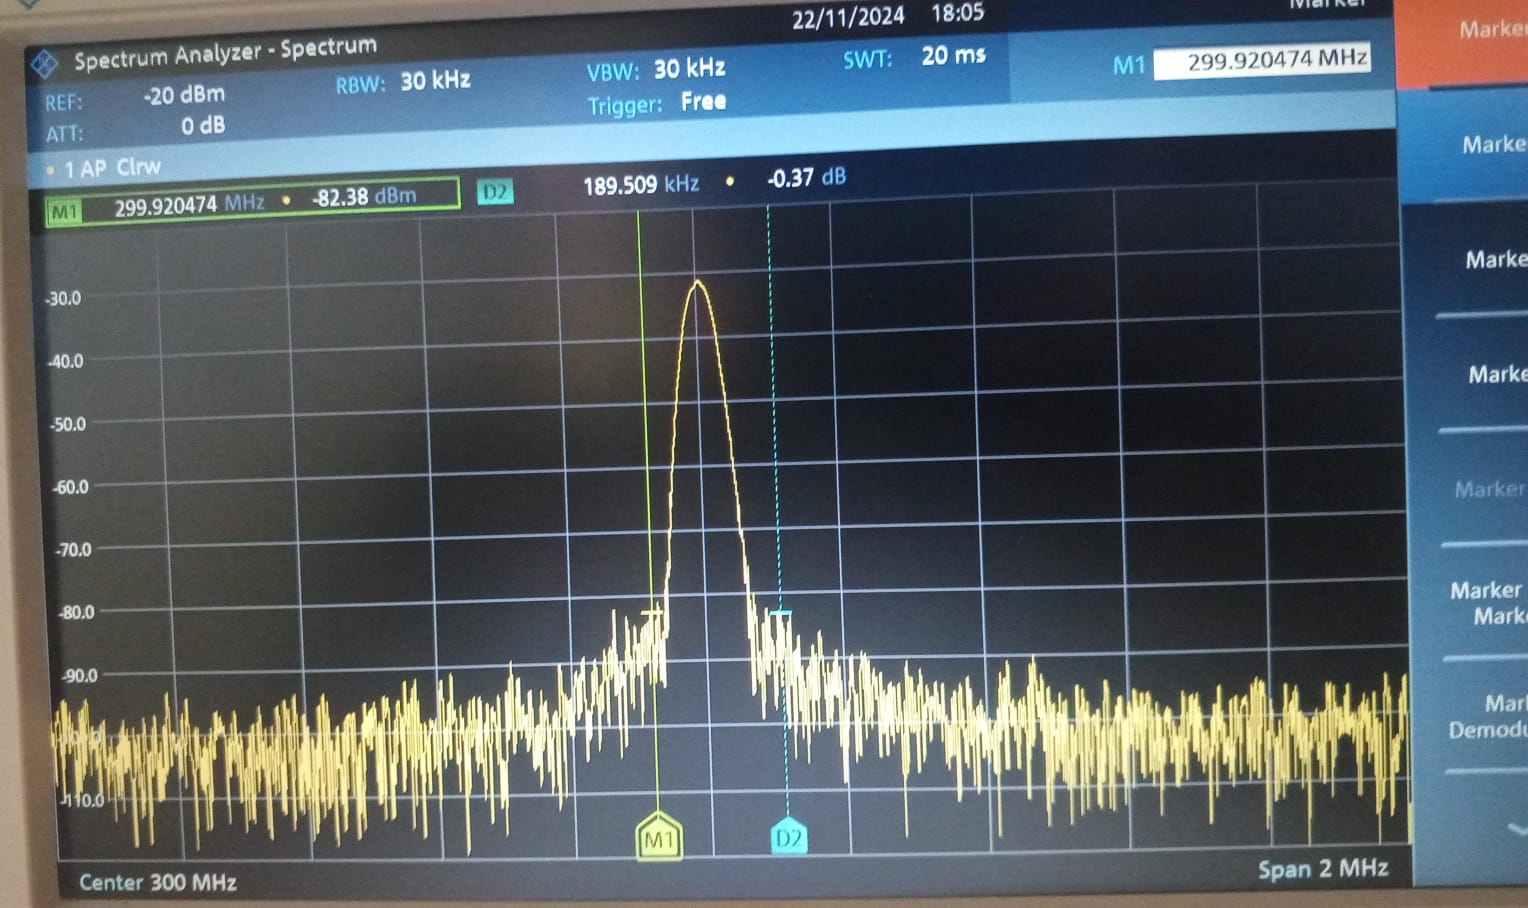 22/11/2024 18:05
Spectrum Analyzer - Spectrum
REF: -20 dBm RBW: 30 kHz VBW: 30 kHz SWT: 20 ms M1 299.920474 MHz
ATT: 0 dB Trigger: Free
1 AP Clrw
M1 299.920474 MHz • -82.38 dBm D2 189.509 kHz • -0.37 dB
-30.0
-40.0
-50.0
-60.0
-70.0
-80.0
-90.0
-110.0
M1 D2
Center 300 MHz Span 2 MHz
Marke
Marke
Marke
Marke
Marker
Marker
Mark
Mar
Demod